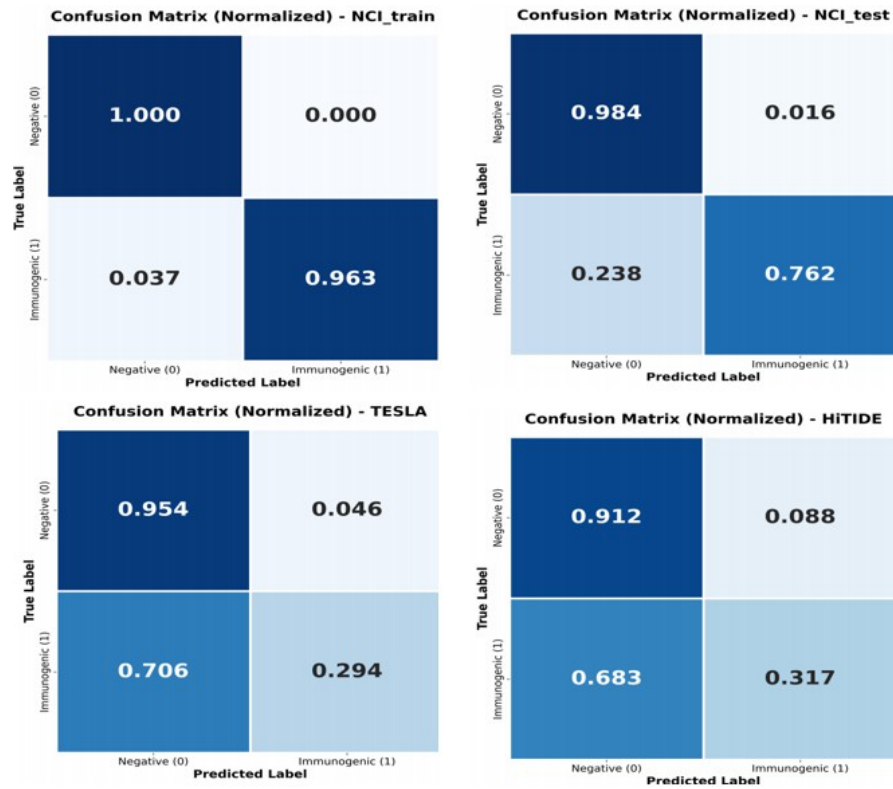 Confusion Matrix (Normalized) - NCI_train
True Label
Negative (0)
1.000 0.000
Immunogenic (1)
0.037 0.963
Negative (0) Immunogenic (1)
Predicted Label
Confusion Matrix (Normalized) - NCI_test
True Label
Negative (0)
0.984 0.016
Immunogenic (1)
0.238 0.762
Negative (0) Immunogenic (1)
Predicted Label
Confusion Matrix (Normalized) - TESLA
True Label
Negative (0)
0.954 0.046
Immunogenic (1)
0.706 0.294
Negative (0) Immunogenic (1)
Predicted Label
Confusion Matrix (Normalized) - HiTIDE
True Label
Negative (0)
0.912 0.088
Immunogenic (1)
0.683 0.317
Negative (0) Immunogenic (1)
Predicted Label